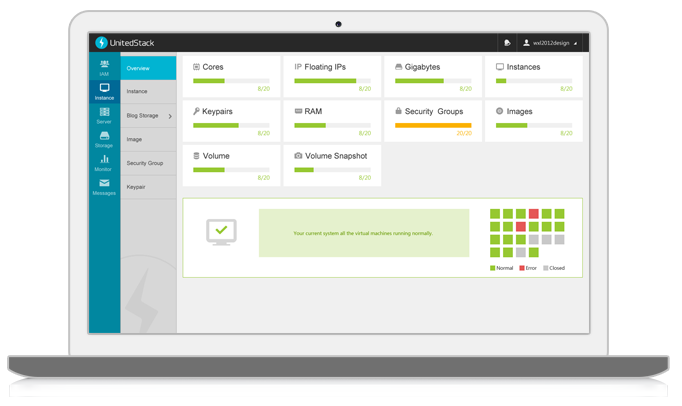 UnitedStack
wxl2012design
IAM
Instance
Server
Storage
Monitor
Messages
Overview
Instance
Blog Storage
Image
Security Group
Keypair
Cores
8/20
IP Floating IPs
8/20
Gigabytes
8/20
Instances
8/20
Keypairs
8/20
RAM
8/20
Security Groups
20/20
Images
8/20
Volume
8/20
Volume Snapshot
8/20
Your current system all the virtual machines running normally.
Normal
Error
Closed